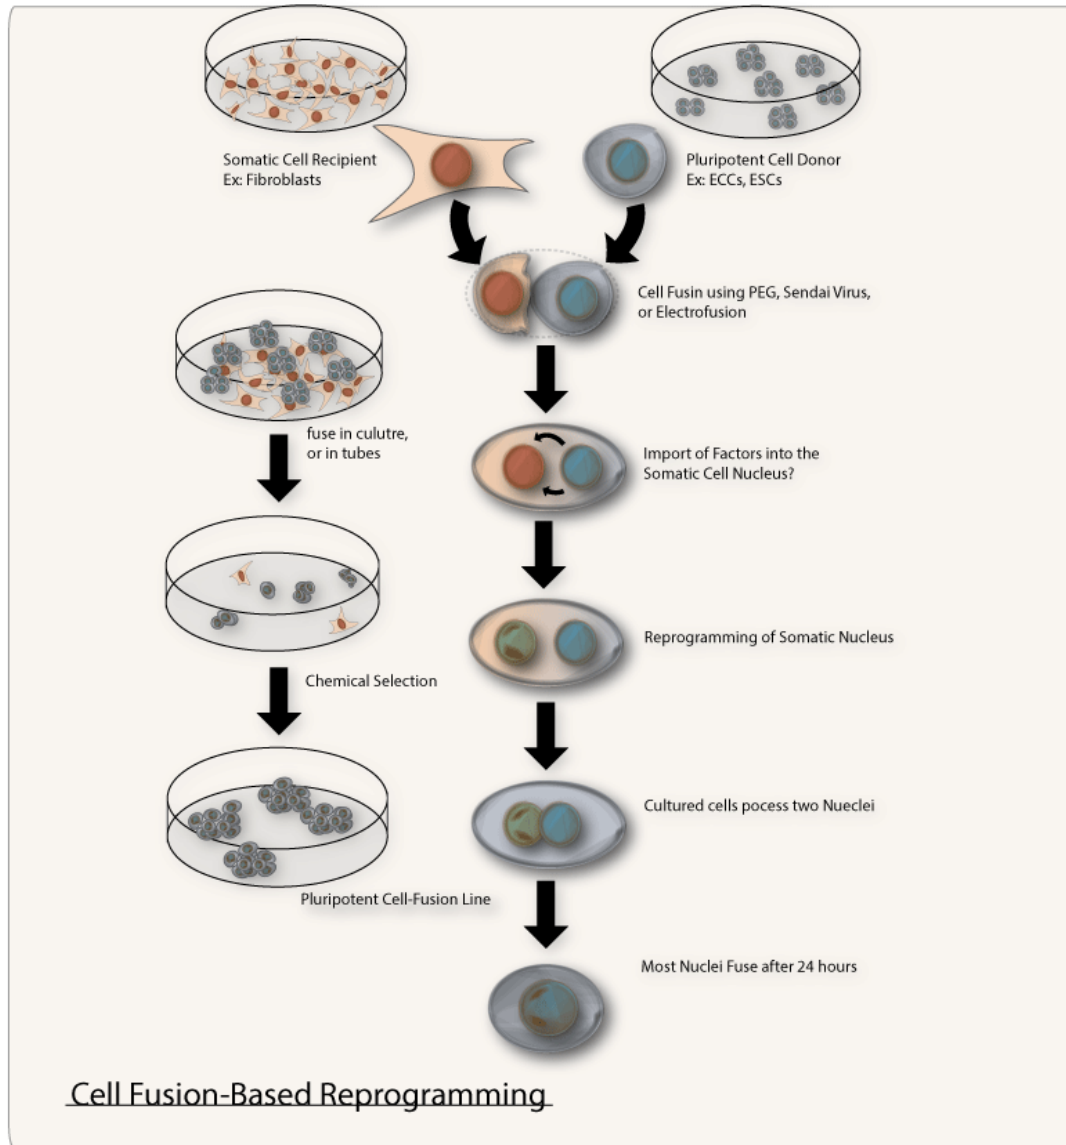 Somatic Cell Recipient
Ex: Fibroblasts
Pluripotent Cell Donor
Ex: ECCs, ESCs
Cell Fusin using PEG, Sendai Virus,
or Electrofusion
fuse in culutre,
or in tubes
Import of Factors into the
Somatic Cell Nucleus?
Reprogramming of Somatic Nucleus
Chemical Selection
Cultured cells pocess two Nueclei
Pluripotent Cell-Fusion Line
Most Nuclei Fuse after 24 hours
Cell Fusion-Based Reprogramming